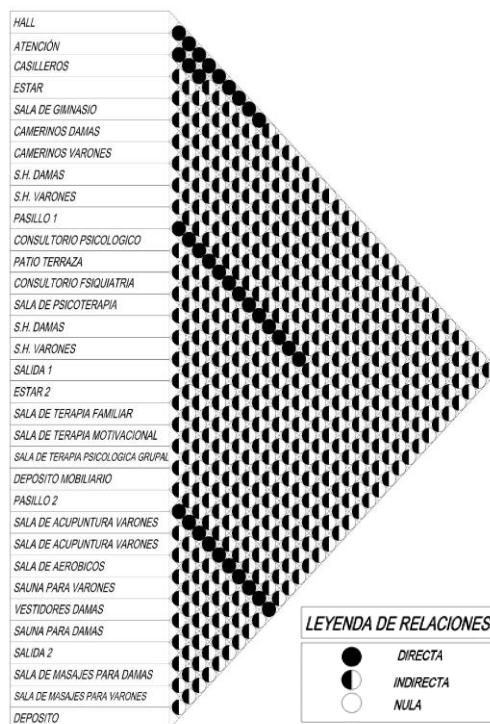 HALL
ATENCIÓN
CASILLEROS
ESTAR
SALA DE GIMNASIO
CAMERINOS DAMAS
CAMERINOS VARONES
S.H. DAMAS
S.H. VARONES
PASILLO 1
CONSULTORIO PSICOLOGICO
PATIO TERRAZA
CONSULTORIO FSIQUIATRIA
SALA DE PSICOTERAPIA
S.H. DAMAS
S.H. VARONES
SALIDA 1
ESTAR 2
SALA DE TERAPIA FAMILIAR
SALA DE TERAPIA MOTIVACIONAL
SALA DE TERAPIA PSICOLOGICA GRUPAL
DEPOSITO MOBILIARIO
PASILLO 2
SALA DE ACUPUNTURA VARONES
SALA DE ACUPUNTURA VARONES
SALA DE AEROBICOS
SAUNA PARA VARONES
VESTIDORES DAMAS
SAUNA PARA DAMAS
SALIDA 2
SALA DE MASAJES PARA DAMAS
SALA DE MASAJES PARA VARONES
DEPOSITO
LEYENDA DE RELACIONES
DIRECTA
INDIRECTA
NULA